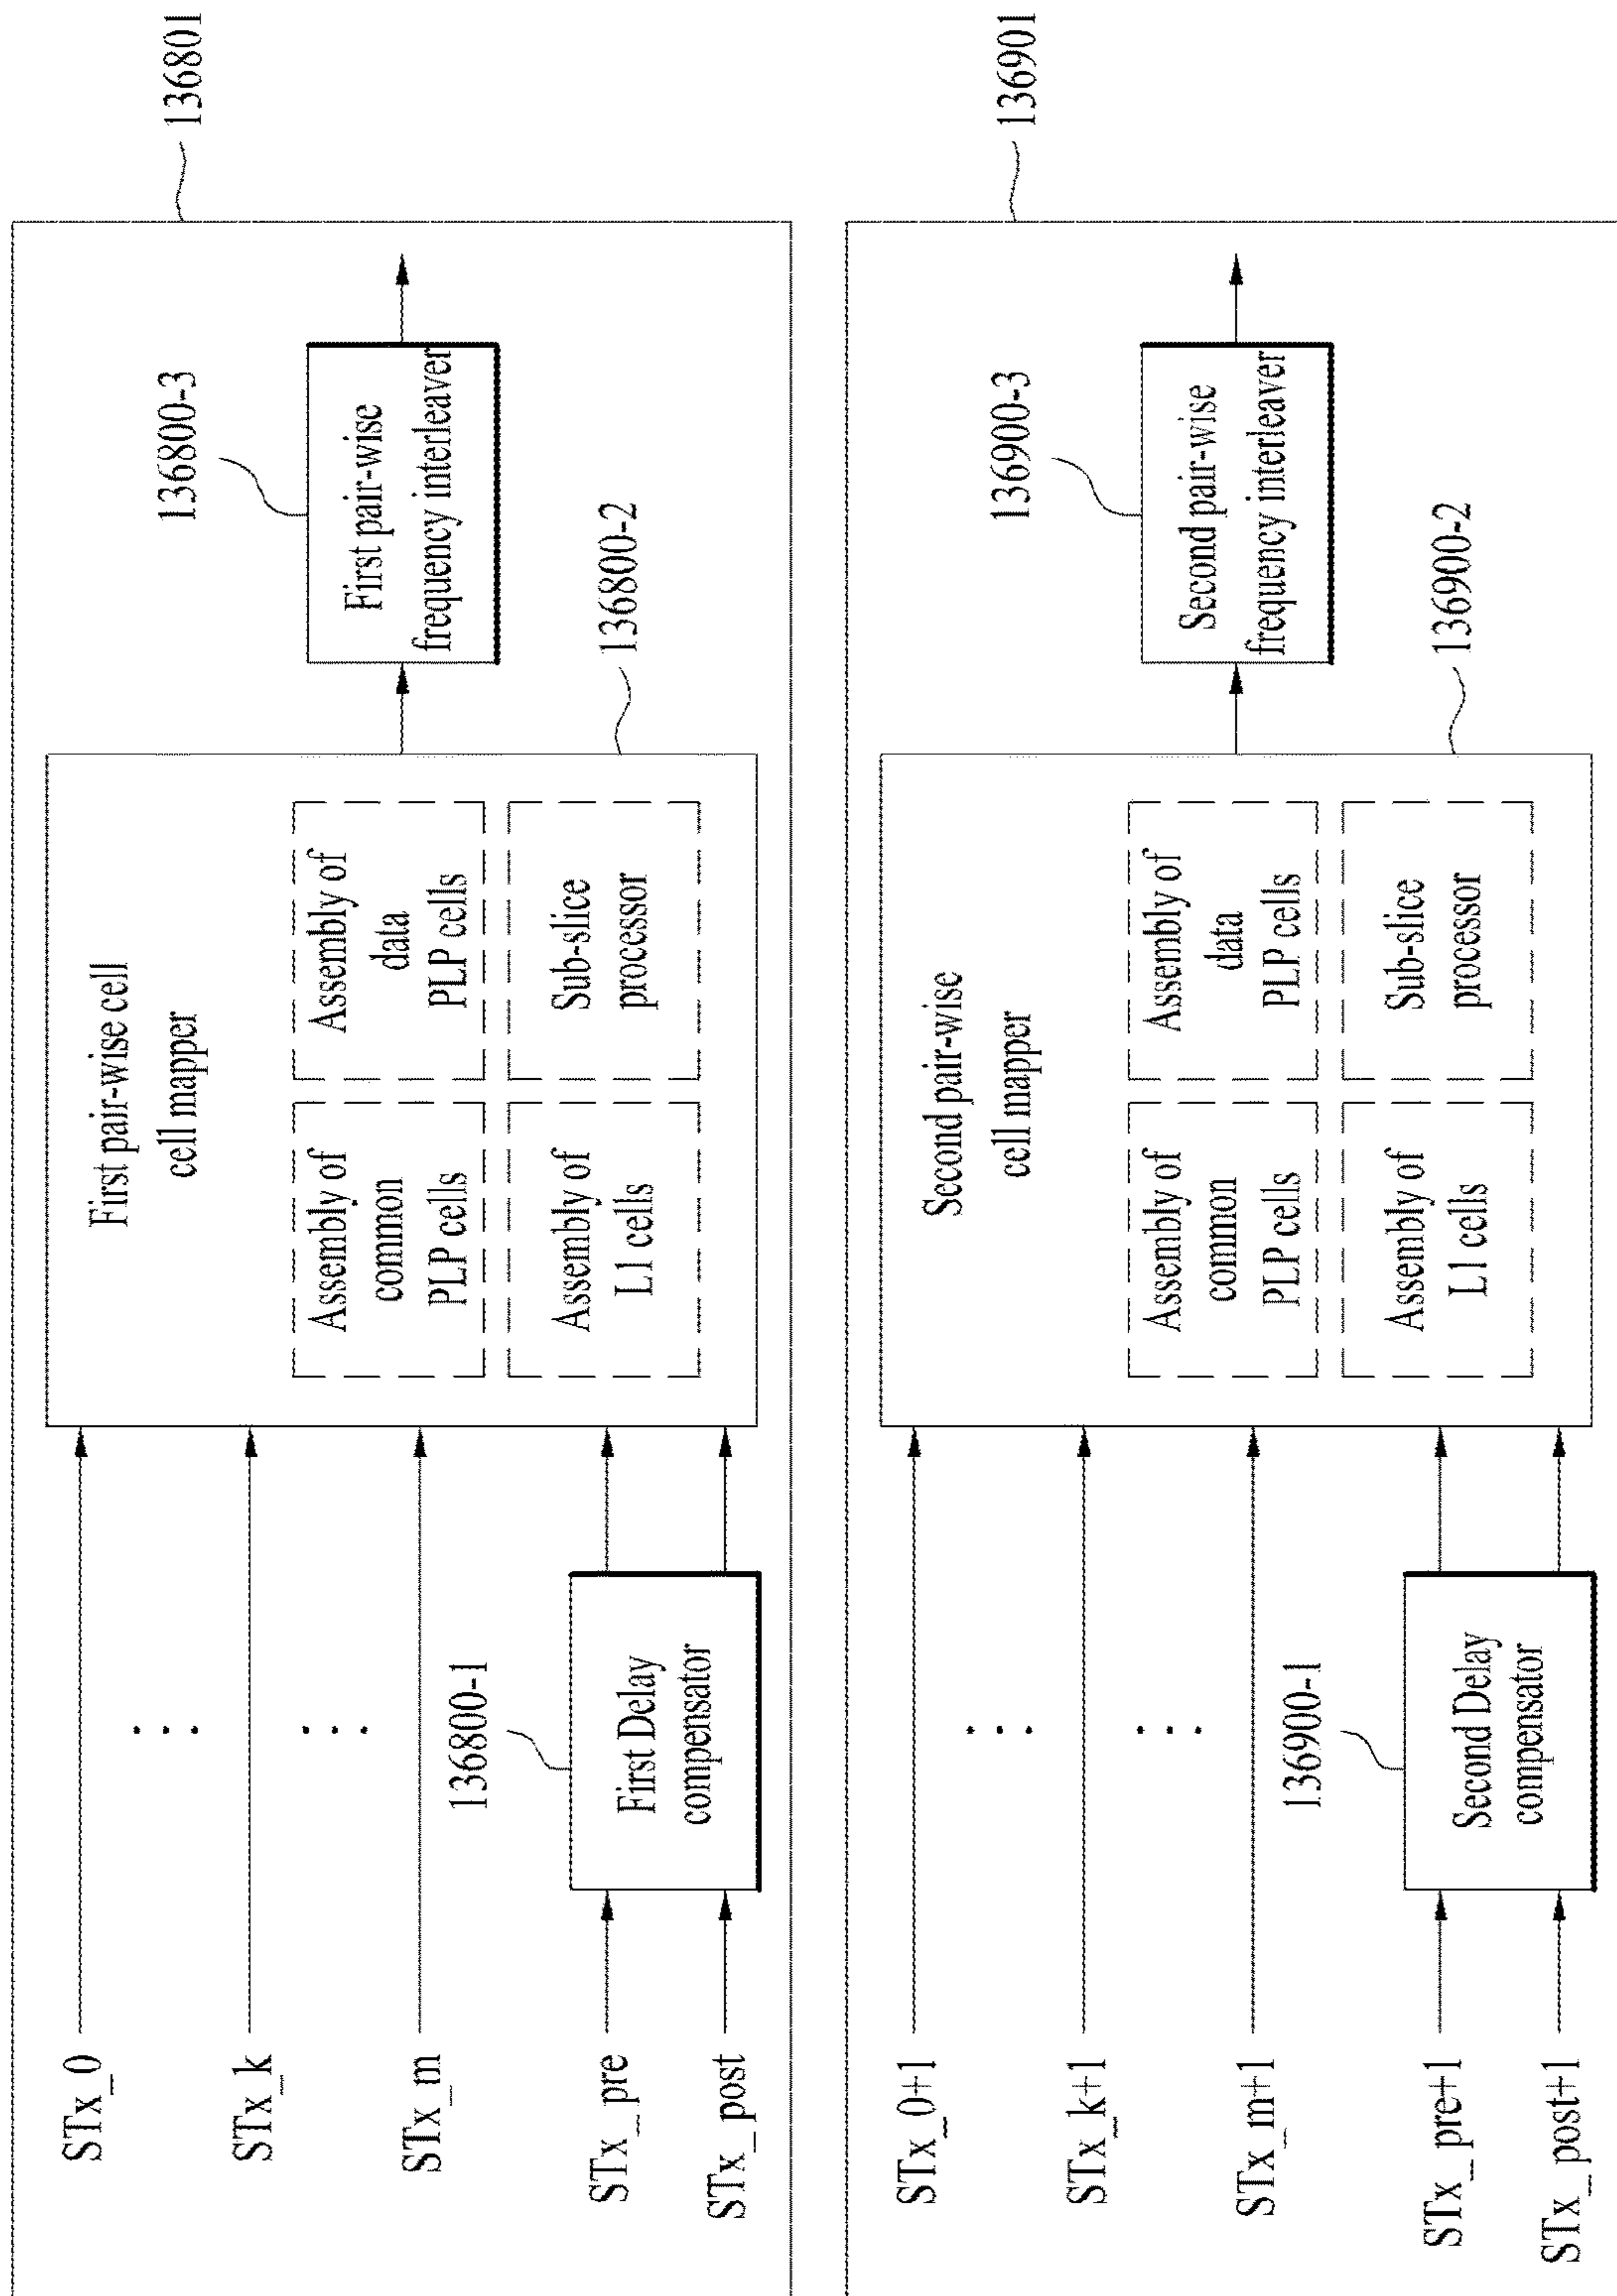 136801
STx_0
STx_k
STx_m
STx_pre
STx_post
136800-1
First Delay
compensator
First pair-wise cell
cell mapper
Assembly of
common
PLP cells
Assembly of
data
PLP cells
Assembly of
L1 cells
Sub-slice
processor
136800-2
136800-3
First pair-wise
frequency interleaver
136901
STx_0+1
STx_k+1
STx_m+1
STx_pre+1
STx_post+1
136900-1
Second Delay
compensator
Second pair-wise
cell mapper
Assembly of
common
PLP cells
Assembly of
data
PLP cells
Assembly of
L1 cells
Sub-slice
processor
136900-2
136900-3
Second pair-wise
frequency interleaver